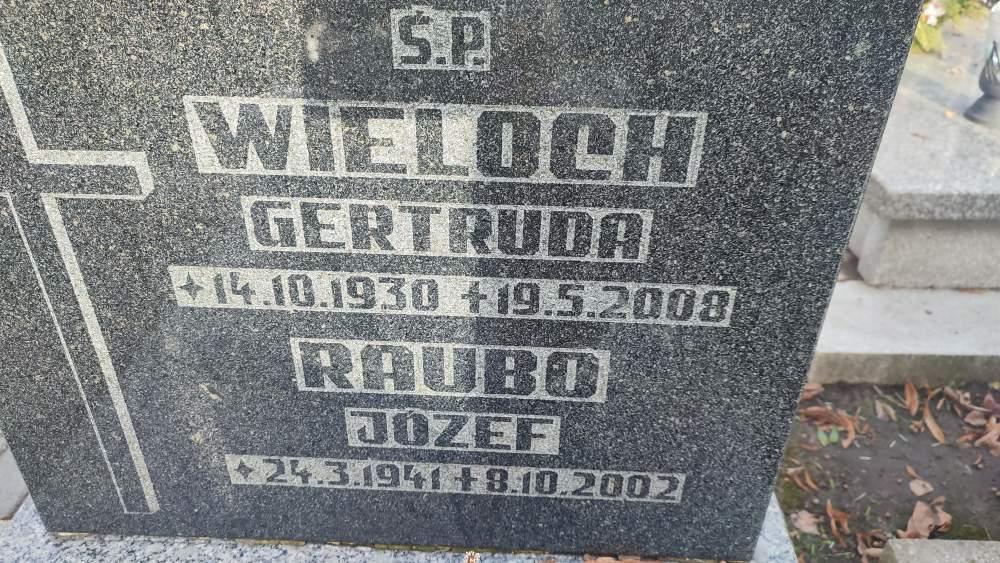 Ś.P.
WIELOCH
GERTRUDA
✦14.10.1930 ✝19.5.2008
RAUBO
JÓZEF
✦24.3.1941 ✝8.10.2002